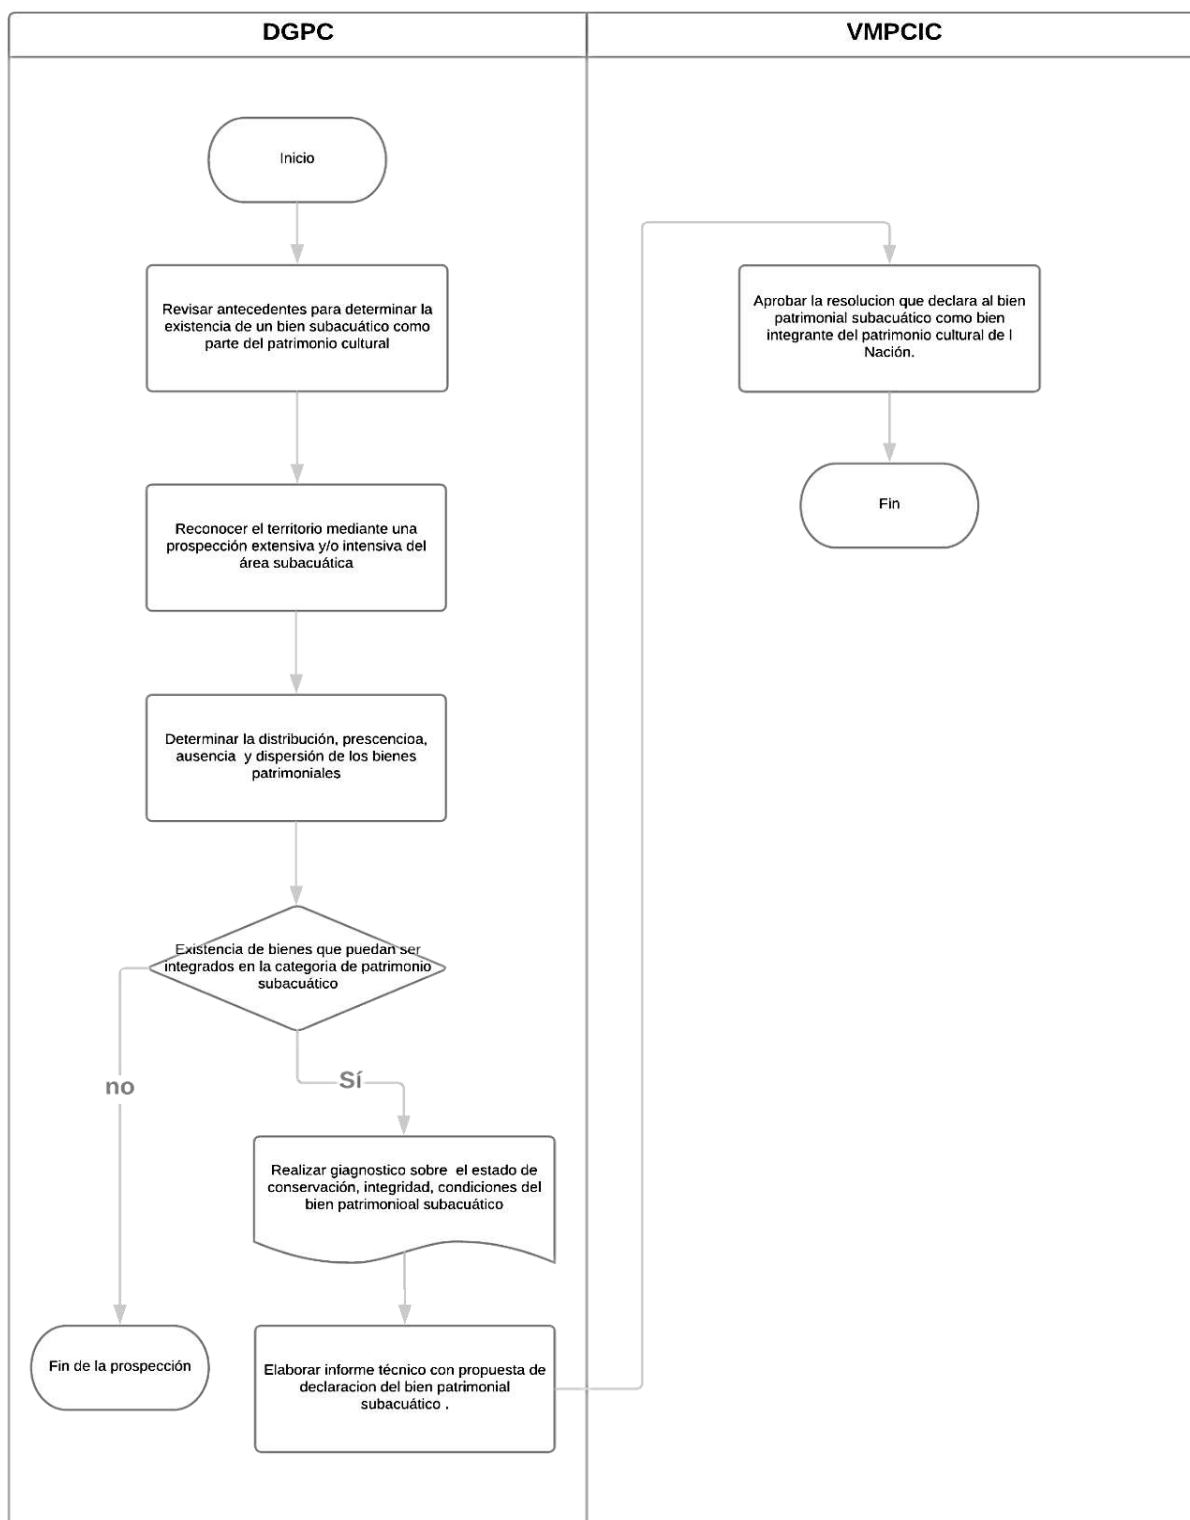 DGPC
VMPCIC
Inicio
Revisar antecedentes para determinar la
existencia de un bien subacuático como
parte del patrimonio cultural
Reconocer el territorio mediante una
prospección extensiva y/o intensiva del
área subacuática
Determinar la distribución, prescencioa,
ausencia y dispersión de los bienes
patrimoniales
Existencia de bienes que puedan ser
integrados en la categoria de patrimonio
subacuático
no
Sí
Realizar giagnostico sobre el estado de
conservación, integridad, condiciones del
bien patrimonioal subacuático
Fin de la prospección
Elaborar informe técnico con propuesta de
declaracion del bien patrimonial
subacuático .
Aprobar la resolucion que declara al bien
patrimonial subacuático como bien
integrante del patrimonio cultural de l
Nación.
Fin